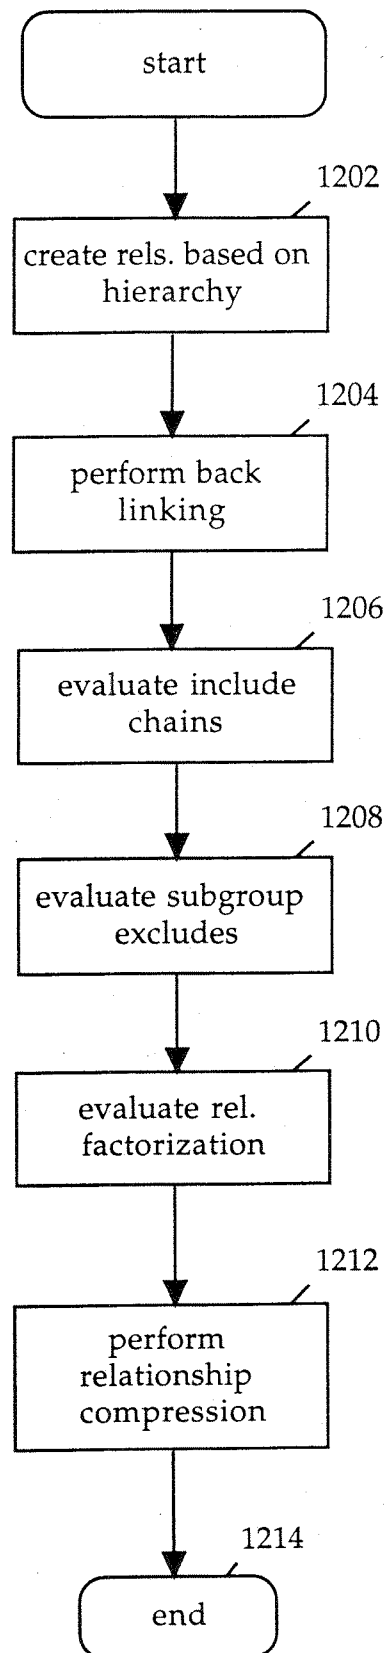 start
1202
create rels. based on
hierarchy
1204
perform back
linking
1206
evaluate include
chains
1208
evaluate subgroup
excludes
1210
evaluate rel.
factorization
1212
perform
relationship
compression
1214
end